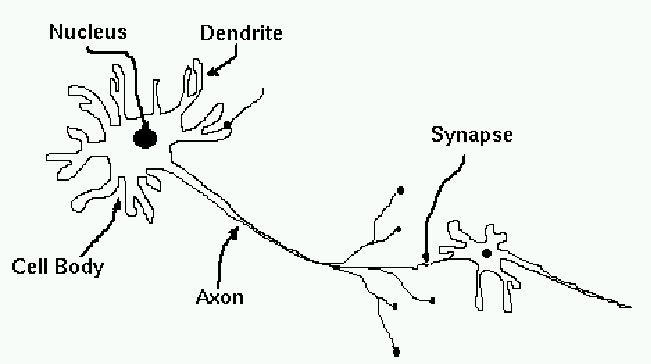 Nucleus
Dendrite
Synapse
Cell Body
Axon